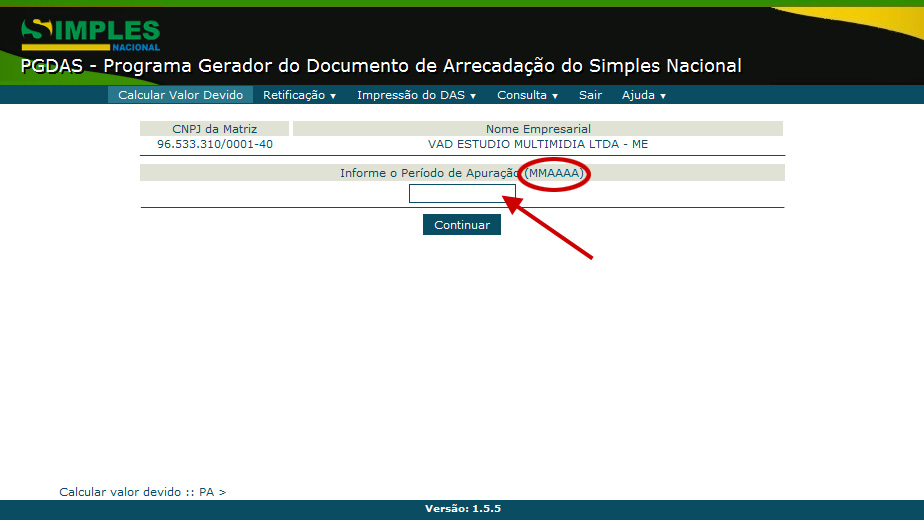 SIMPLES
NACIONAL
PGDAS - Programa Gerador do Documento de Arrecadação do Simples Nacional
Calcular Valor Devido Retificação Impressão do DAS Consulta Sair Ajuda
CNPJ da Matriz Nome Empresarial
96.533.310/0001-40 VAD ESTUDIO MULTIMIDIA LTDA - ME
Informe o Período de Apuração (MMAAAA)
Continuar
Calcular valor devido :: PA >
Versão: 1.5.5